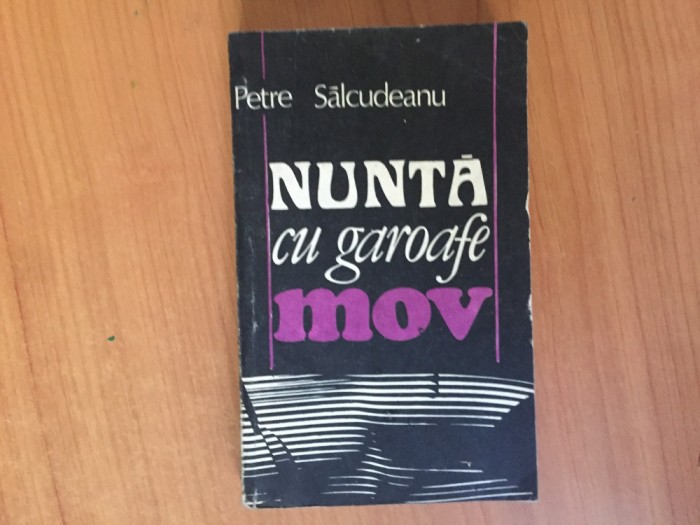 Petre Sălcudeanu
NUNTĂ
cu garoafe
mov